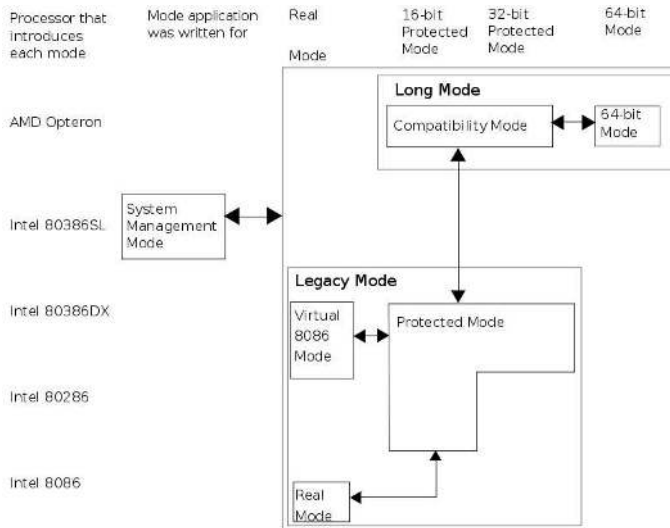 Processor that
introduces
each mode
Mode application
was written for
Real
Mode
16-bit
Protected
Mode
32-bit
Protected
Mode
64-bit
Mode
Long Mode
AMD Opteron
Compatibility Mode
64-bit
Mode
Intel 80386SL
System
Management
Mode
Legacy Mode
Intel 80386DX
Virtual
8086
Mode
Protected Mode
Intel 80286
Intel 8086
Real
Mode